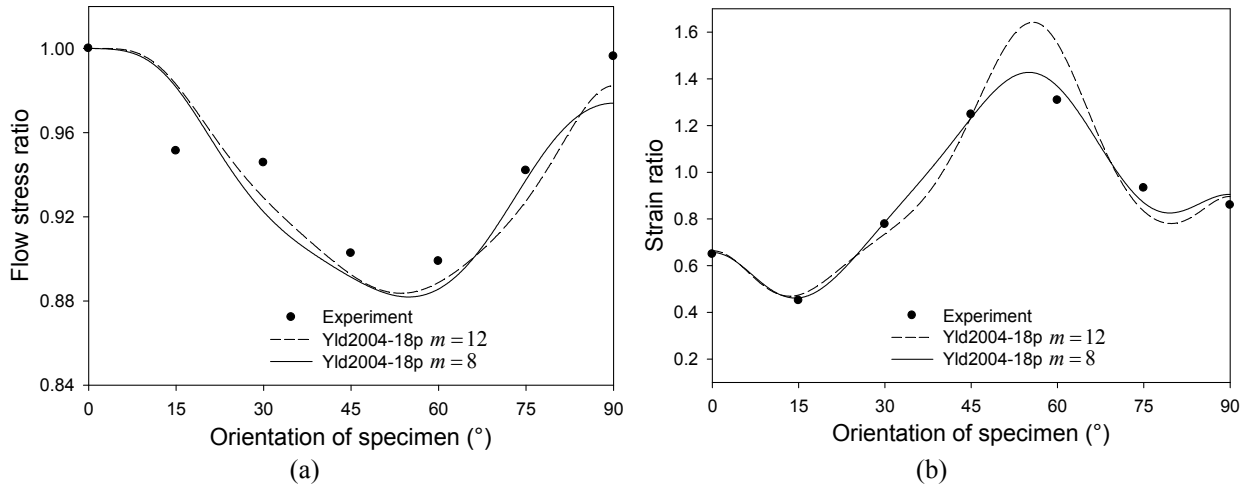 Flow stress ratio
1.00
0.96
0.92
0.88
0.84
Experiment
Yld2004-18p m = 12
Yld2004-18p m = 8
0 15 30 45 60 75 90
Orientation of specimen (°)
(a)
Strain ratio
1.6
1.4
1.2
1.0
0.8
0.6
0.4
0.2
Experiment
Yld2004-18p m = 12
Yld2004-18p m = 8
0 15 30 45 60 75 90
Orientation of specimen (°)
(b)